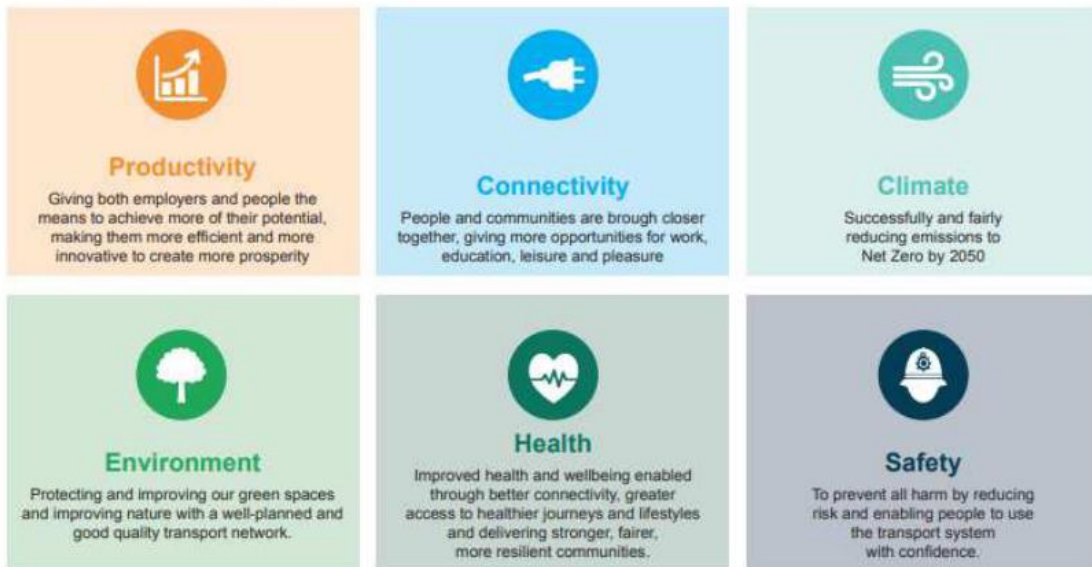 Productivity
Giving both employers and people the
means to achieve more of their potential,
making them more efficient and more
innovative to create more prosperity
Connectivity
People and communities are brough closer
together, giving more opportunities for work,
education, leisure and pleasure
Climate
Successfully and fairly
reducing emissions to
Net Zero by 2050
Environment
Protecting and improving our green spaces
and improving nature with a well-planned and
good quality transport network.
Health
Improved health and wellbeing enabled
through better connectivity, greater
access to healthier journeys and lifestyles
and delivering stronger, fairer,
more resilient communities.
Safety
To prevent all harm by reducing
risk and enabling people to use
the transport system
with confidence.